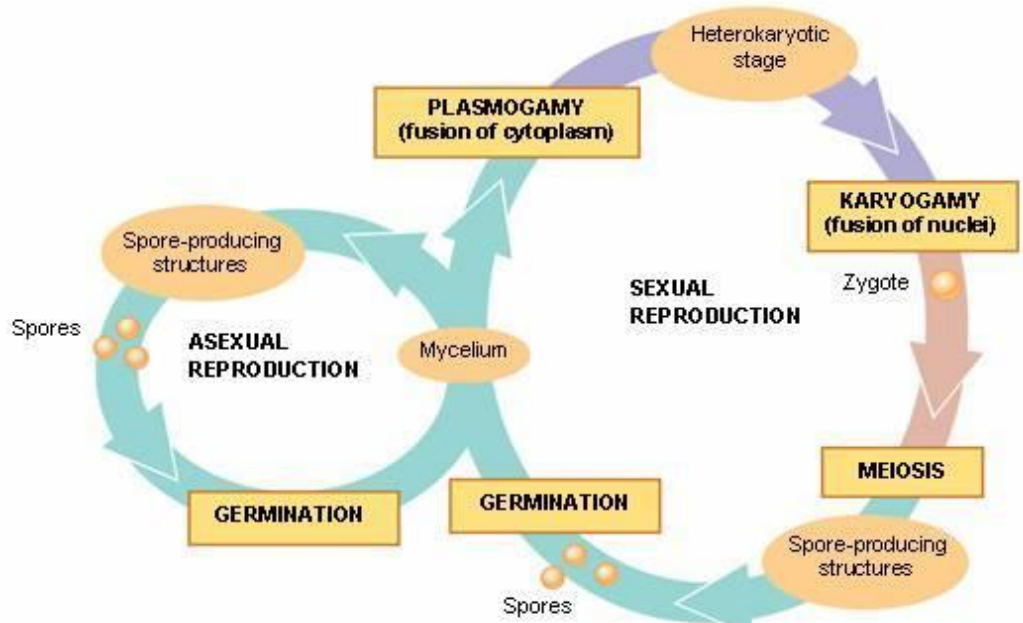 Heterokaryotic
stage
PLASMOGAMY
(fusion of cytoplasm)
KARYOGAMY
(fusion of nuclei)
Spore-producing
structures
Zygote
SEXUAL
REPRODUCTION
Spores
ASEXUAL
REPRODUCTION
Mycelium
MEIOSIS
GERMINATION
GERMINATION
Spore-producing
structures
Spores